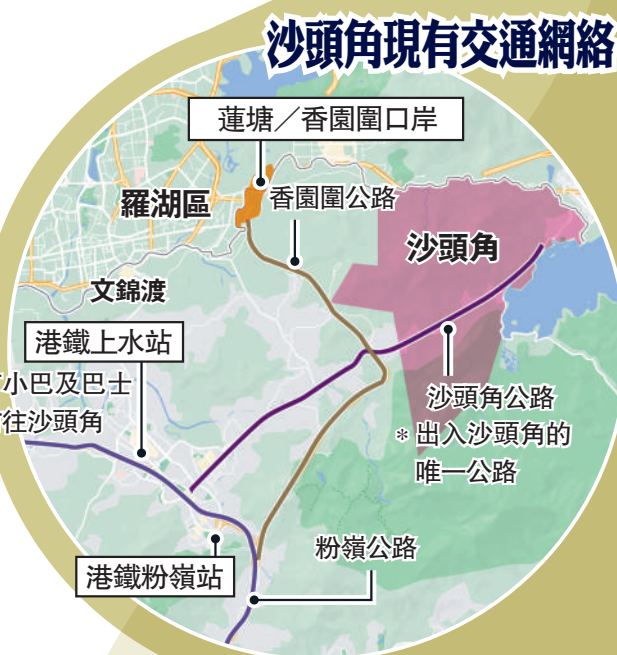 沙頭角現有交通網絡
蓮塘／香園圍口岸
羅湖區
香園圍公路
沙頭角
文錦渡
港鐵上水站
小巴及巴士
往沙頭角
沙頭角公路
* 出入沙頭角的
唯一公路
粉嶺公路
港鐵粉嶺站